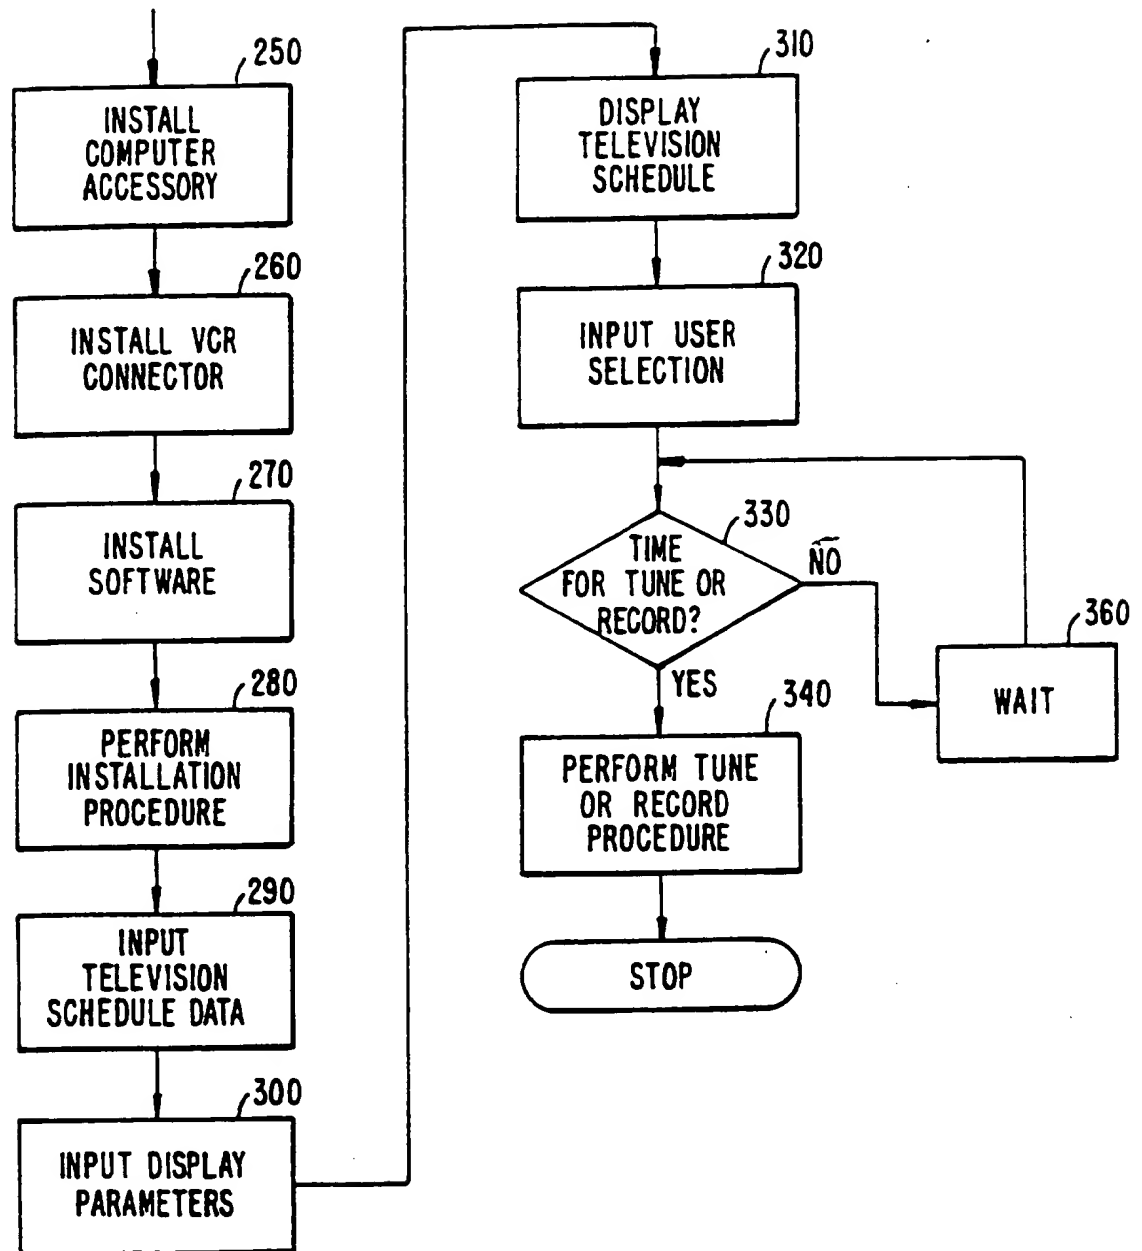 250
INSTALL
COMPUTER
ACCESSORY
260
INSTALL VCR
CONNECTOR
270
INSTALL
SOFTWARE
280
PERFORM
INSTALLATION
PROCEDURE
290
INPUT
TELEVISION
SCHEDULE DATA
300
INPUT DISPLAY
PARAMETERS
310
DISPLAY
TELEVISION
SCHEDULE
320
INPUT USER
SELECTION
330
TIME
FOR TUNE OR
RECORD?
NO
YES
360
WAIT
340
PERFORM TUNE
OR RECORD
PROCEDURE
STOP